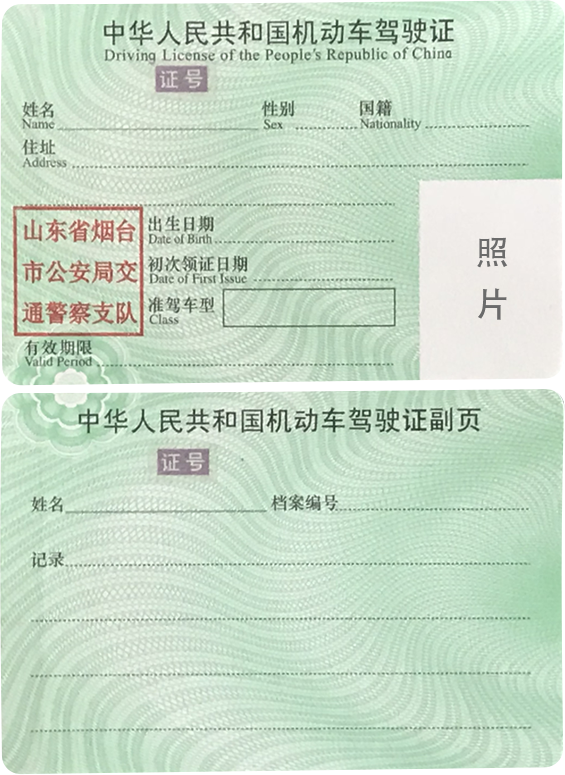 中华人民共和国机动车驾驶证
Driving License of the People's Republic of China
证号
姓名 性别 国籍
Name Sex Nationality
住址
Address
山东省烟台
市公安局交
通警察支队
出生日期
Date of Birth
初次领证日期
Date of First Issue
准驾车型
Class
有效期限
Valid Period
照
片
中华人民共和国机动车驾驶证副页
证号
姓名 档案编号
记录